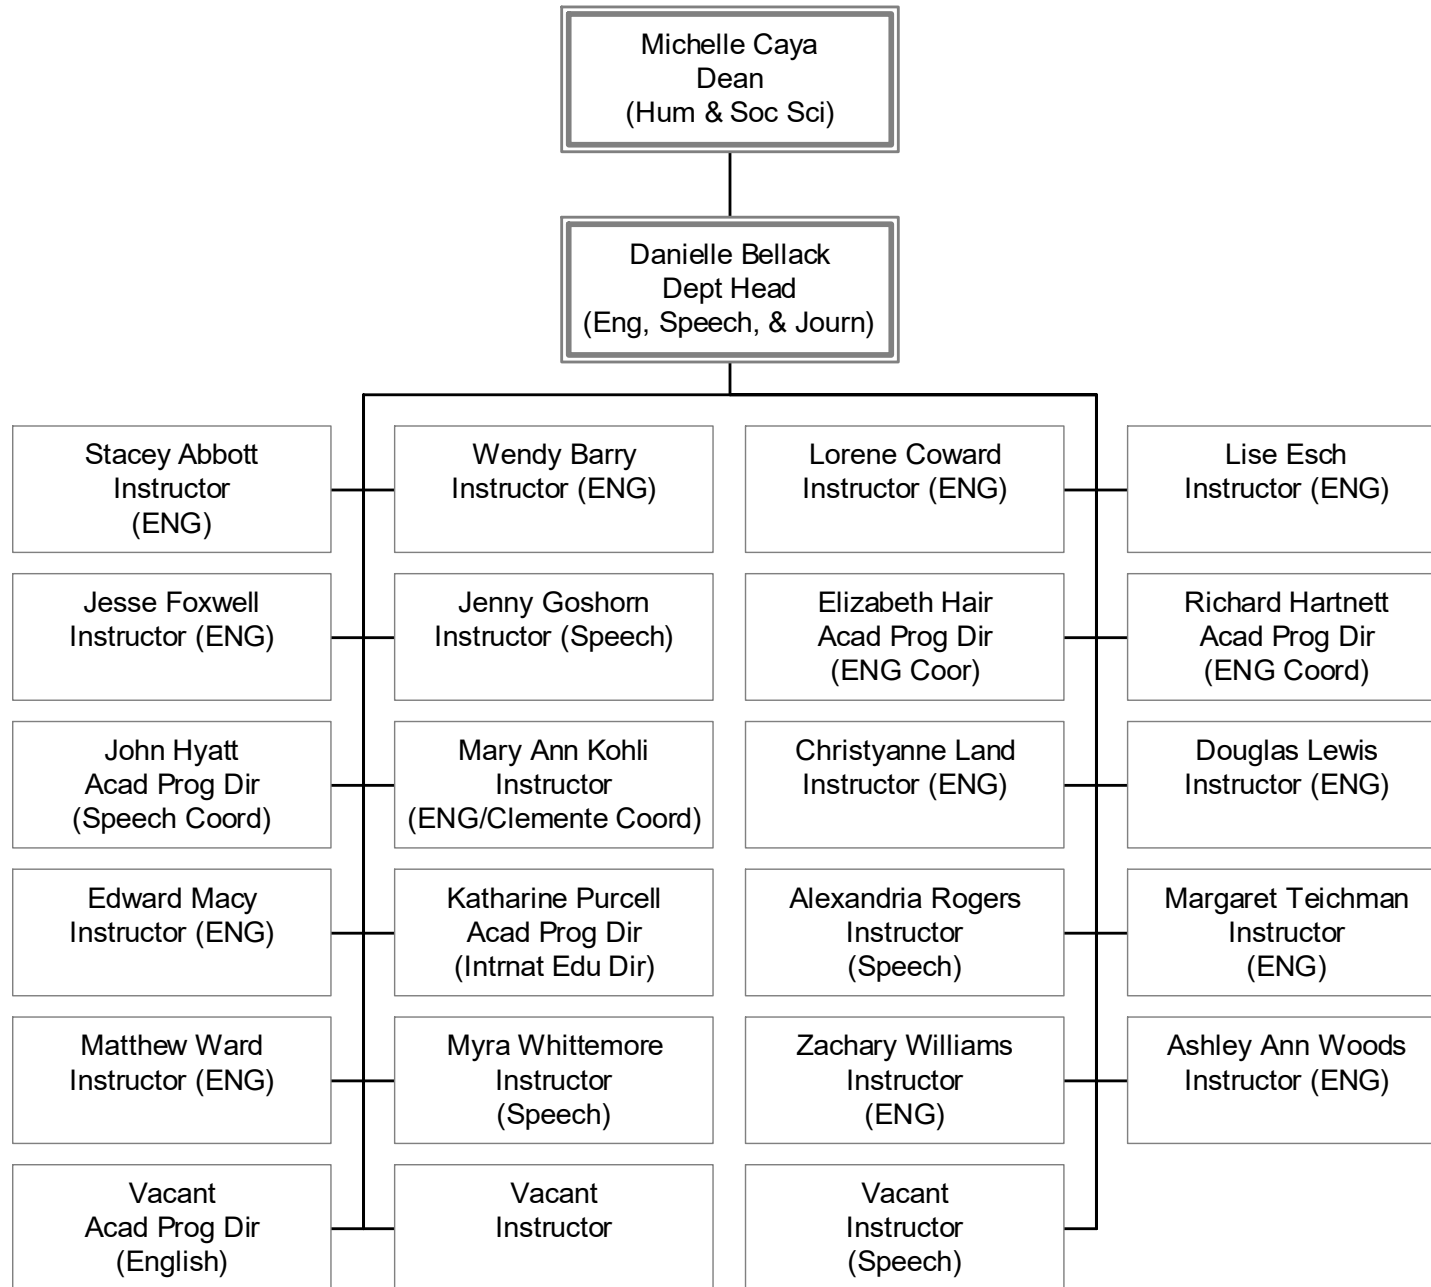 Michelle Caya
Dean
(Hum & Soc Sci)
Danielle Bellack
Dept Head
(Eng, Speech, & Journ)
Stacey Abbott
Instructor
(ENG)
Wendy Barry
Instructor (ENG)
Lorene Coward
Instructor (ENG)
Lise Esch
Instructor (ENG)
Jesse Foxwell
Instructor (ENG)
Jenny Goshorn
Instructor (Speech)
Elizabeth Hair
Acad Prog Dir
(ENG Coor)
Richard Hartnett
Acad Prog Dir
(ENG Coord)
John Hyatt
Acad Prog Dir
(Speech Coord)
Mary Ann Kohli
Instructor
(ENG/Clemente Coord)
Christyanne Land
Instructor (ENG)
Douglas Lewis
Instructor (ENG)
Edward Macy
Instructor (ENG)
Katharine Purcell
Acad Prog Dir
(Intrnat Edu Dir)
Alexandria Rogers
Instructor
(Speech)
Margaret Teichman
Instructor
(ENG)
Matthew Ward
Instructor (ENG)
Myra Whittemore
Instructor
(Speech)
Zachary Williams
Instructor
(ENG)
Ashley Ann Woods
Instructor (ENG)
Vacant
Acad Prog Dir
(English)
Vacant
Instructor
Vacant
Instructor
(Speech)